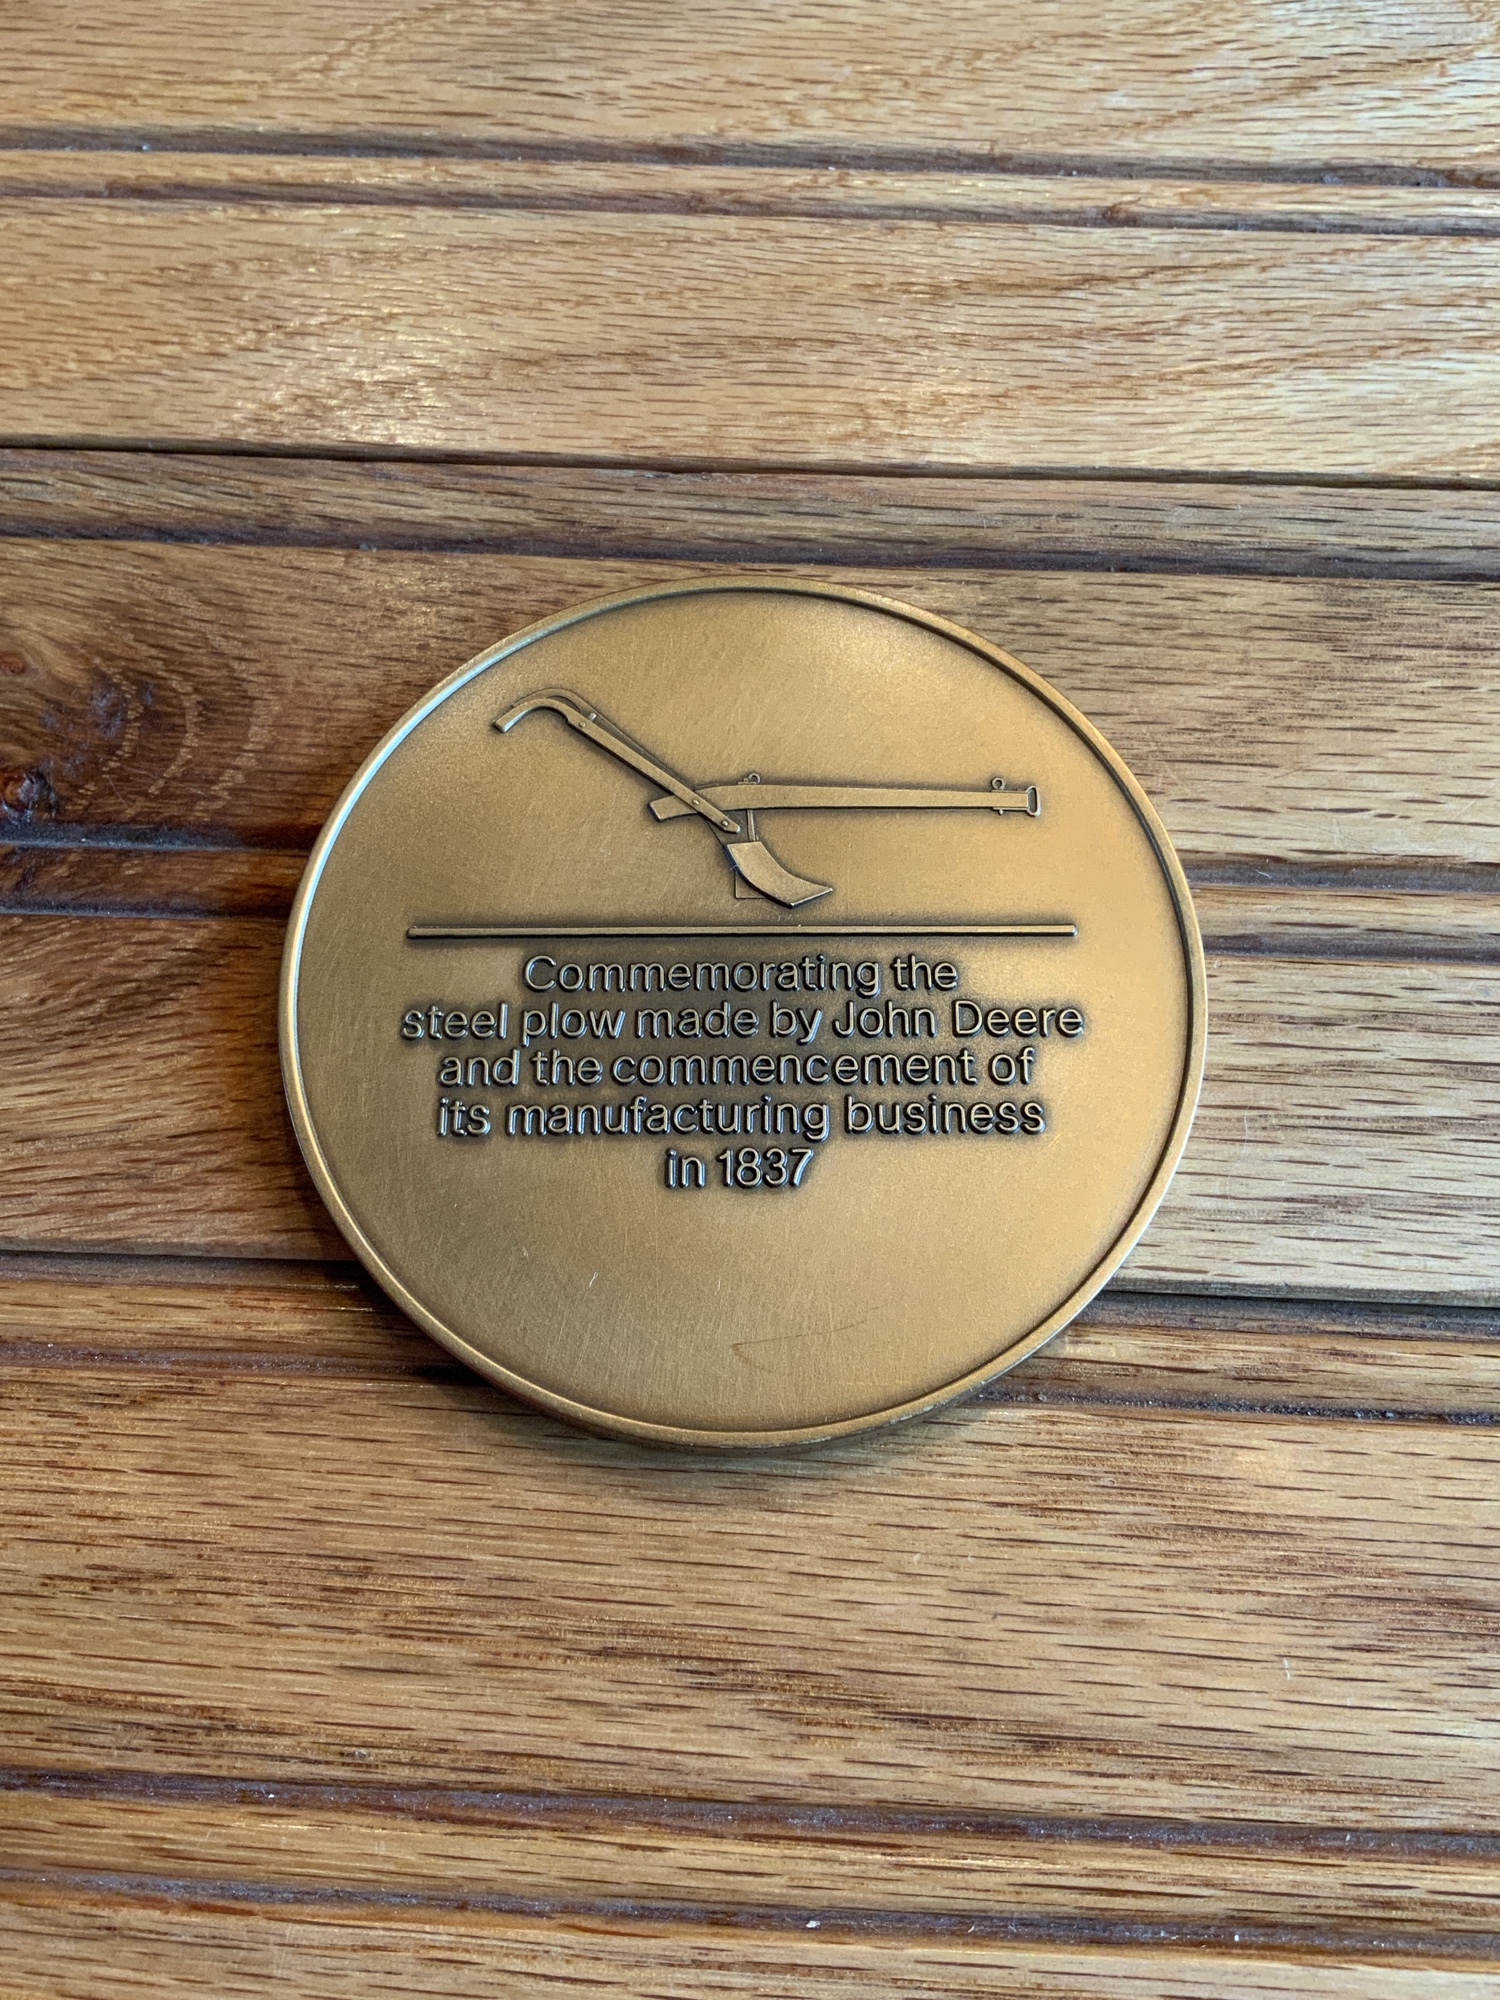 Commemorating the
steel plow made by John Deere
and the commencement of
its manufacturing business
in 1837